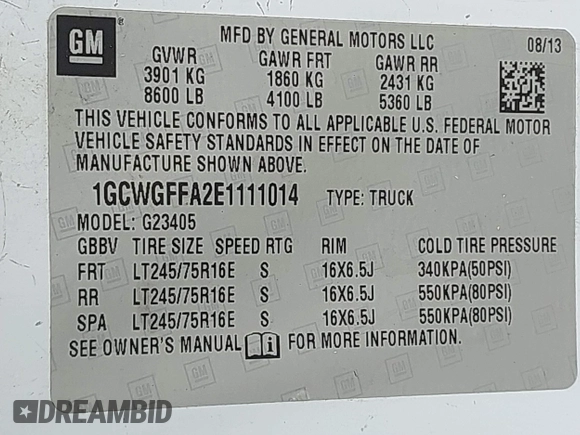 GM
MFD BY GENERAL MOTORS LLC 08/13
GVWR GAWR FRT GAWR RR
3901 KG 1860 KG 2431 KG
8600 LB 4100 LB 5360 LB
THIS VEHICLE CONFORMS TO ALL APPLICABLE U.S. FEDERAL MOTOR
VEHICLE SAFETY STANDARDS IN EFFECT ON THE DATE OF
MANUFACTURE SHOWN ABOVE.
1GCWGFFA2E1111014 TYPE: TRUCK
MODEL: G23405
GBBV TIRE SIZE SPEED RTG RIM COLD TIRE PRESSURE
FRT LT245/75R16E S 16X6.5J 340KPA(50PSI)
RR LT245/75R16E S 16X6.5J 550KPA(80PSI)
SPA LT245/75R16E S 16X6.5J 550KPA(80PSI)
SEE OWNER'S MANUAL i FOR MORE INFORMATION.
DREAMBID